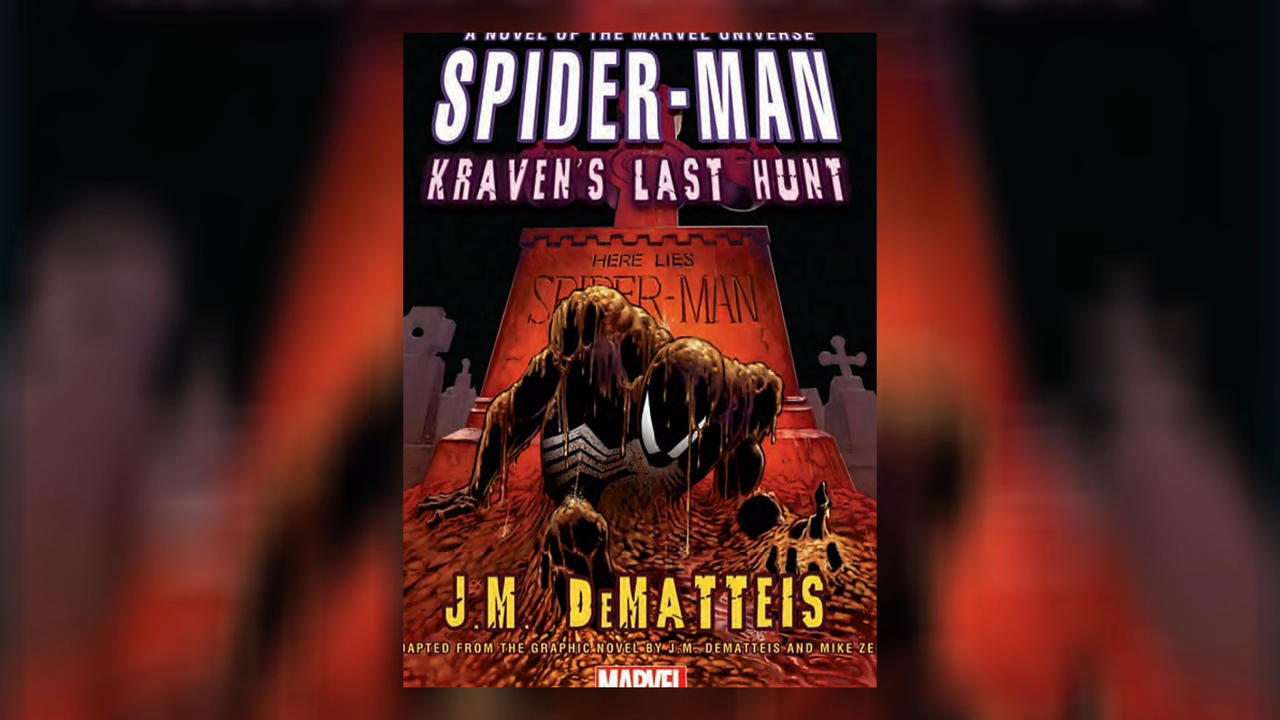 A NOVEL OF THE MARVEL UNIVERSE
SPIDER-MAN
KRAVEN'S LAST HUNT
HERE LIES
SPIDER-MAN
J.M. DEMATTEIS
ADAPTED FROM THE GRAPHIC NOVEL BY J.M. DEMATTEIS AND MIKE ZE
MARVEL